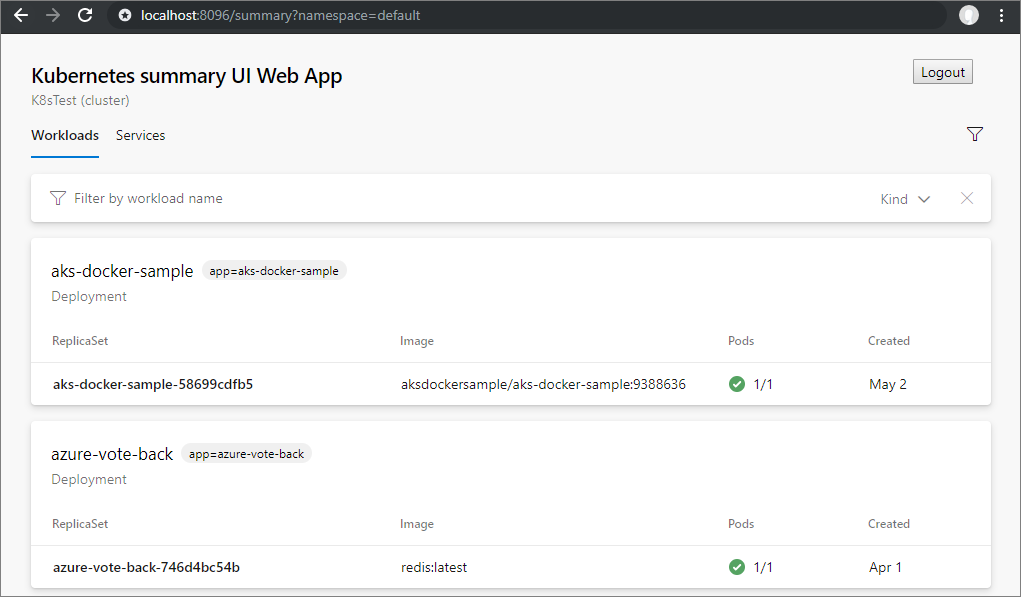 localhost:8096/summary?namespace=default
Kubernetes summary UI Web App
Logout
K8sTest (cluster)
Workloads Services
Filter by workload name Kind
aks-docker-sample app=aks-docker-sample
Deployment
ReplicaSet Image Pods Created
aks-docker-sample-58699cdfb5 aksdockersample/aks-docker-sample:9388636 1/1 May 2
azure-vote-back app=azure-vote-back
Deployment
ReplicaSet Image Pods Created
azure-vote-back-746d4bc54b redis:latest 1/1 Apr 1